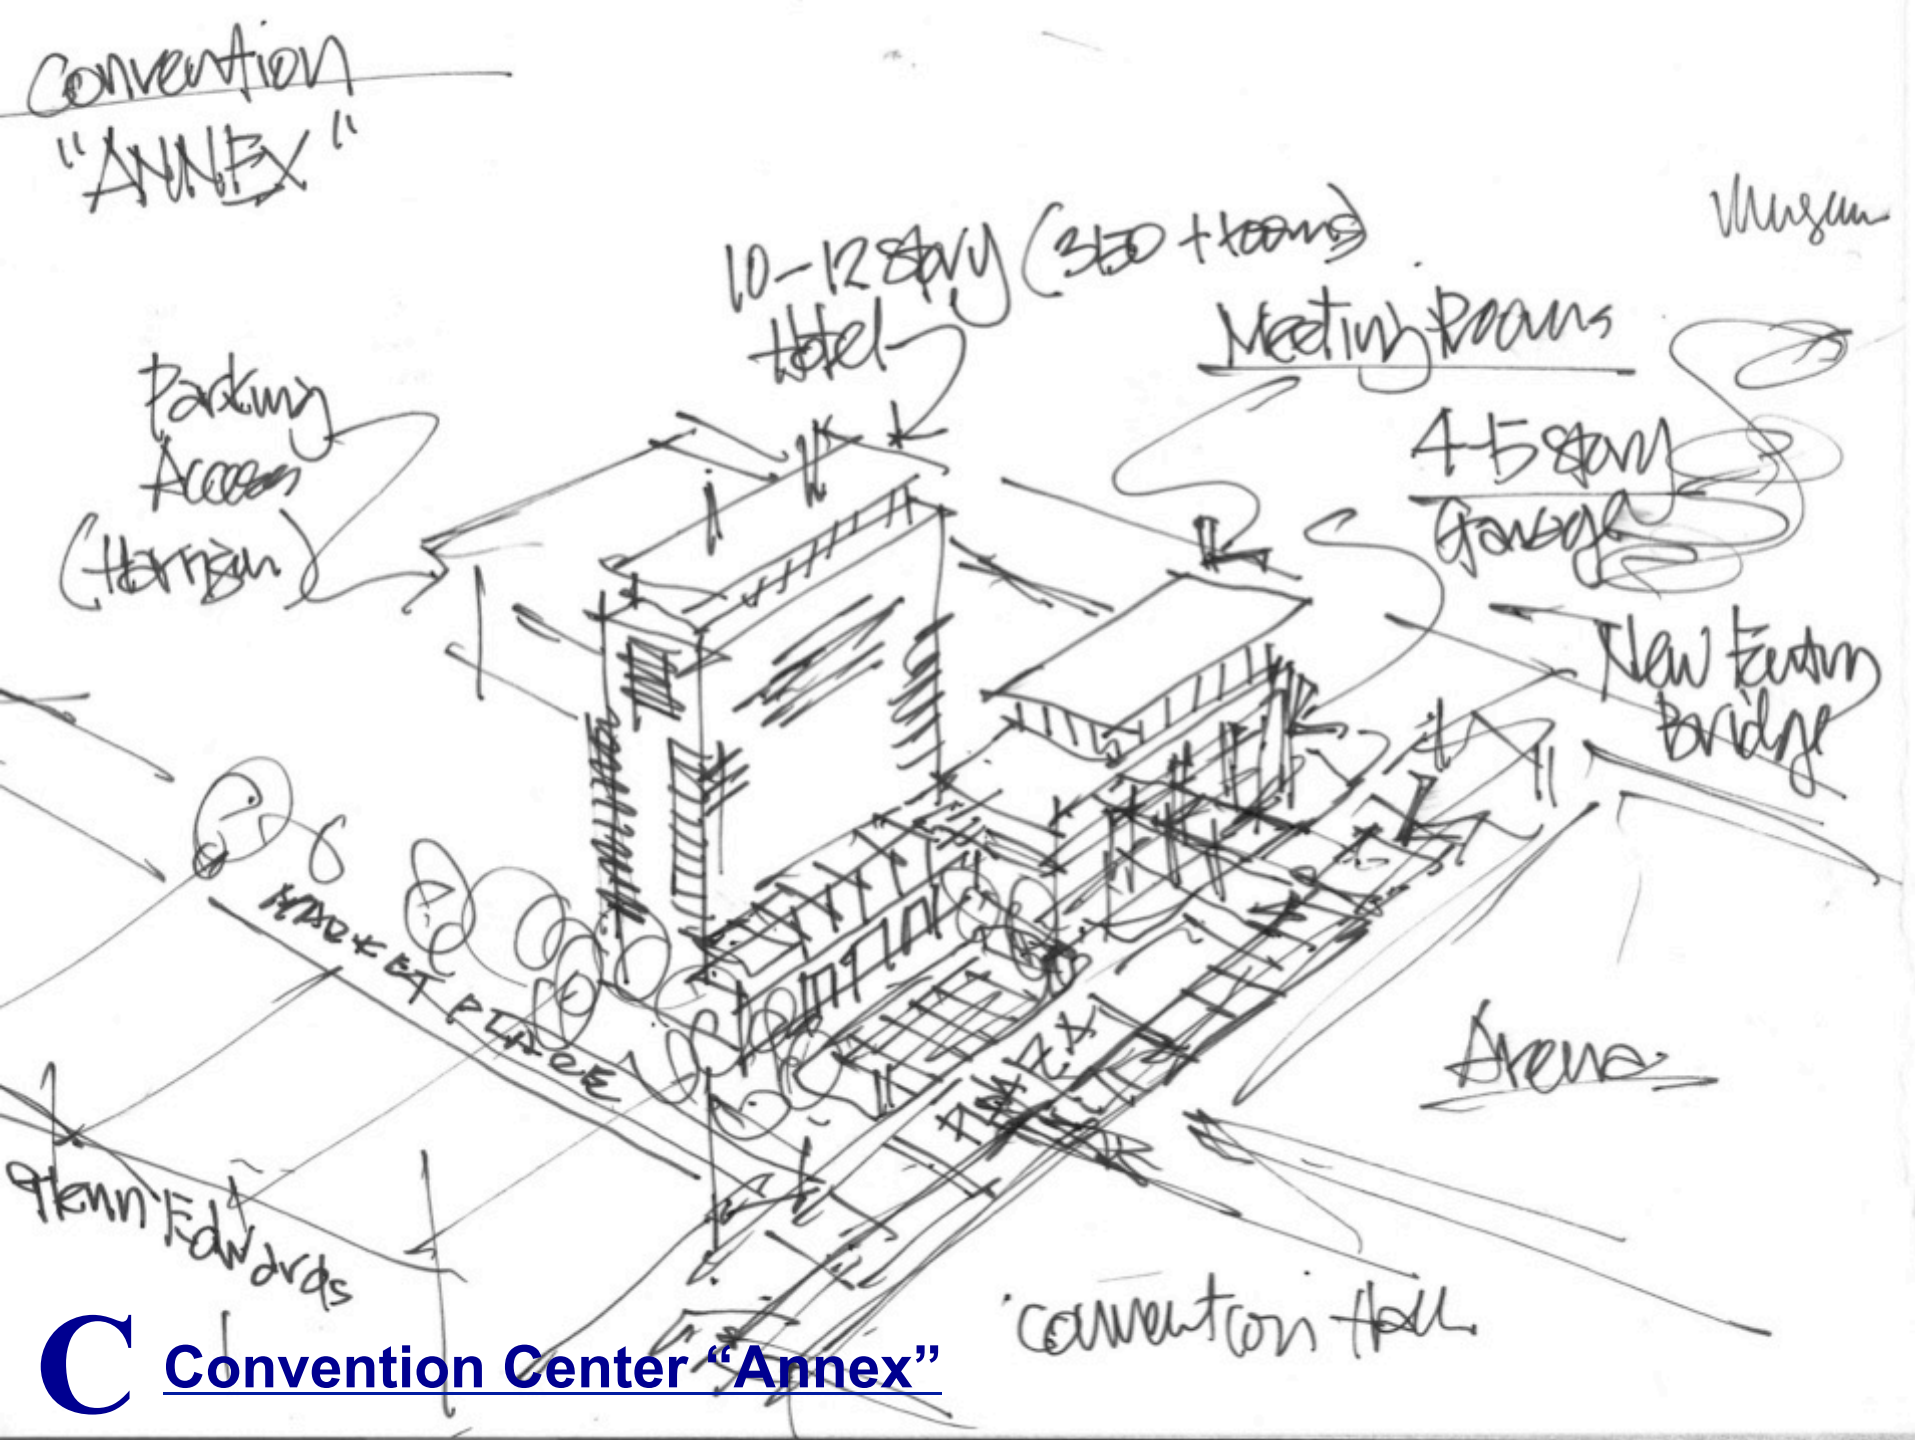 Convention
"ANNEX"
10-12 story (350 + rooms)
Hotel
Museum
Meeting Rooms
Parking
Access
(Harrison)
4-5 story
Garage
New Entry
Bridge
MARKET PLACE
Arena
Glenn Edwards
Convention Hall
C Convention Center “Annex”